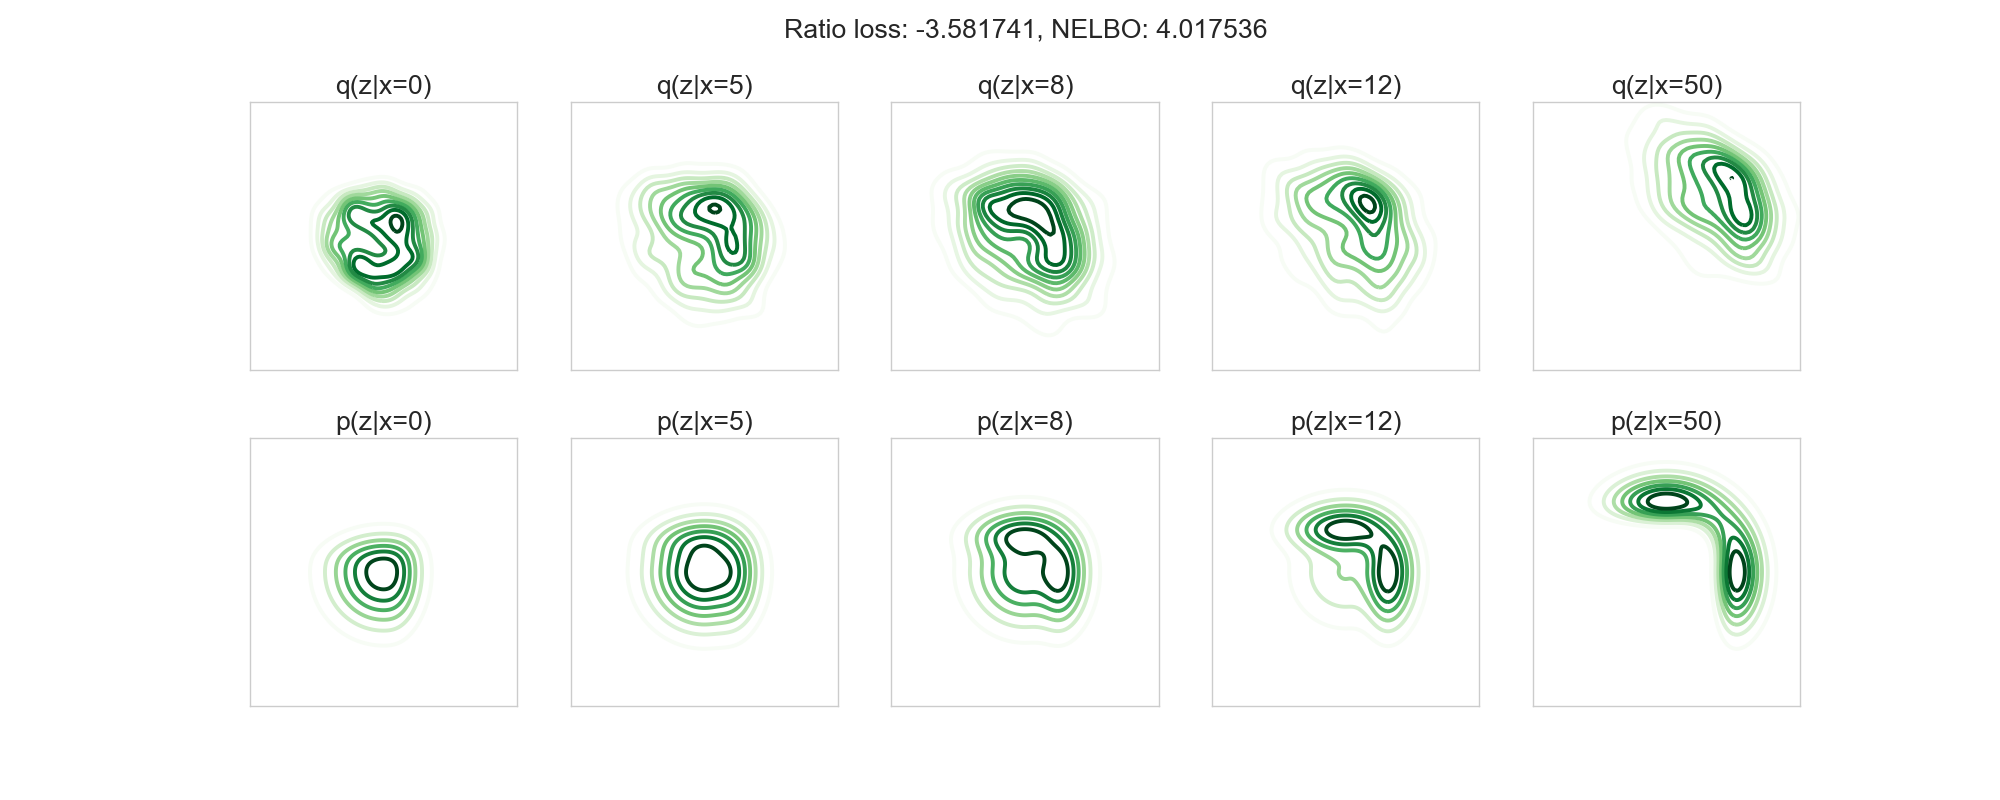 Ratio loss: -3.581741, NELBO: 4.017536
q(z|x=0) q(z|x=5) q(z|x=8) q(z|x=12) q(z|x=50)
p(z|x=0) p(z|x=5) p(z|x=8) p(z|x=12) p(z|x=50)